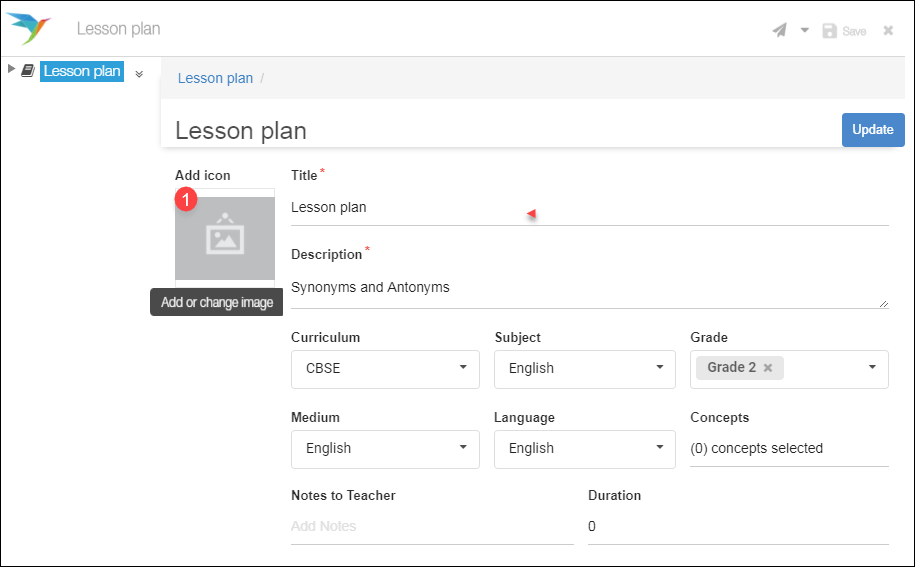 Lesson plan
Save
Lesson plan
Lesson plan /
Lesson plan
Update
Add icon
1
Add or change image
Title*
Lesson plan
Description*
Synonyms and Antonyms
Curriculum Subject Grade
CBSE English Grade 2
Medium Language Concepts
English English (0) concepts selected
Notes to Teacher Duration
Add Notes 0